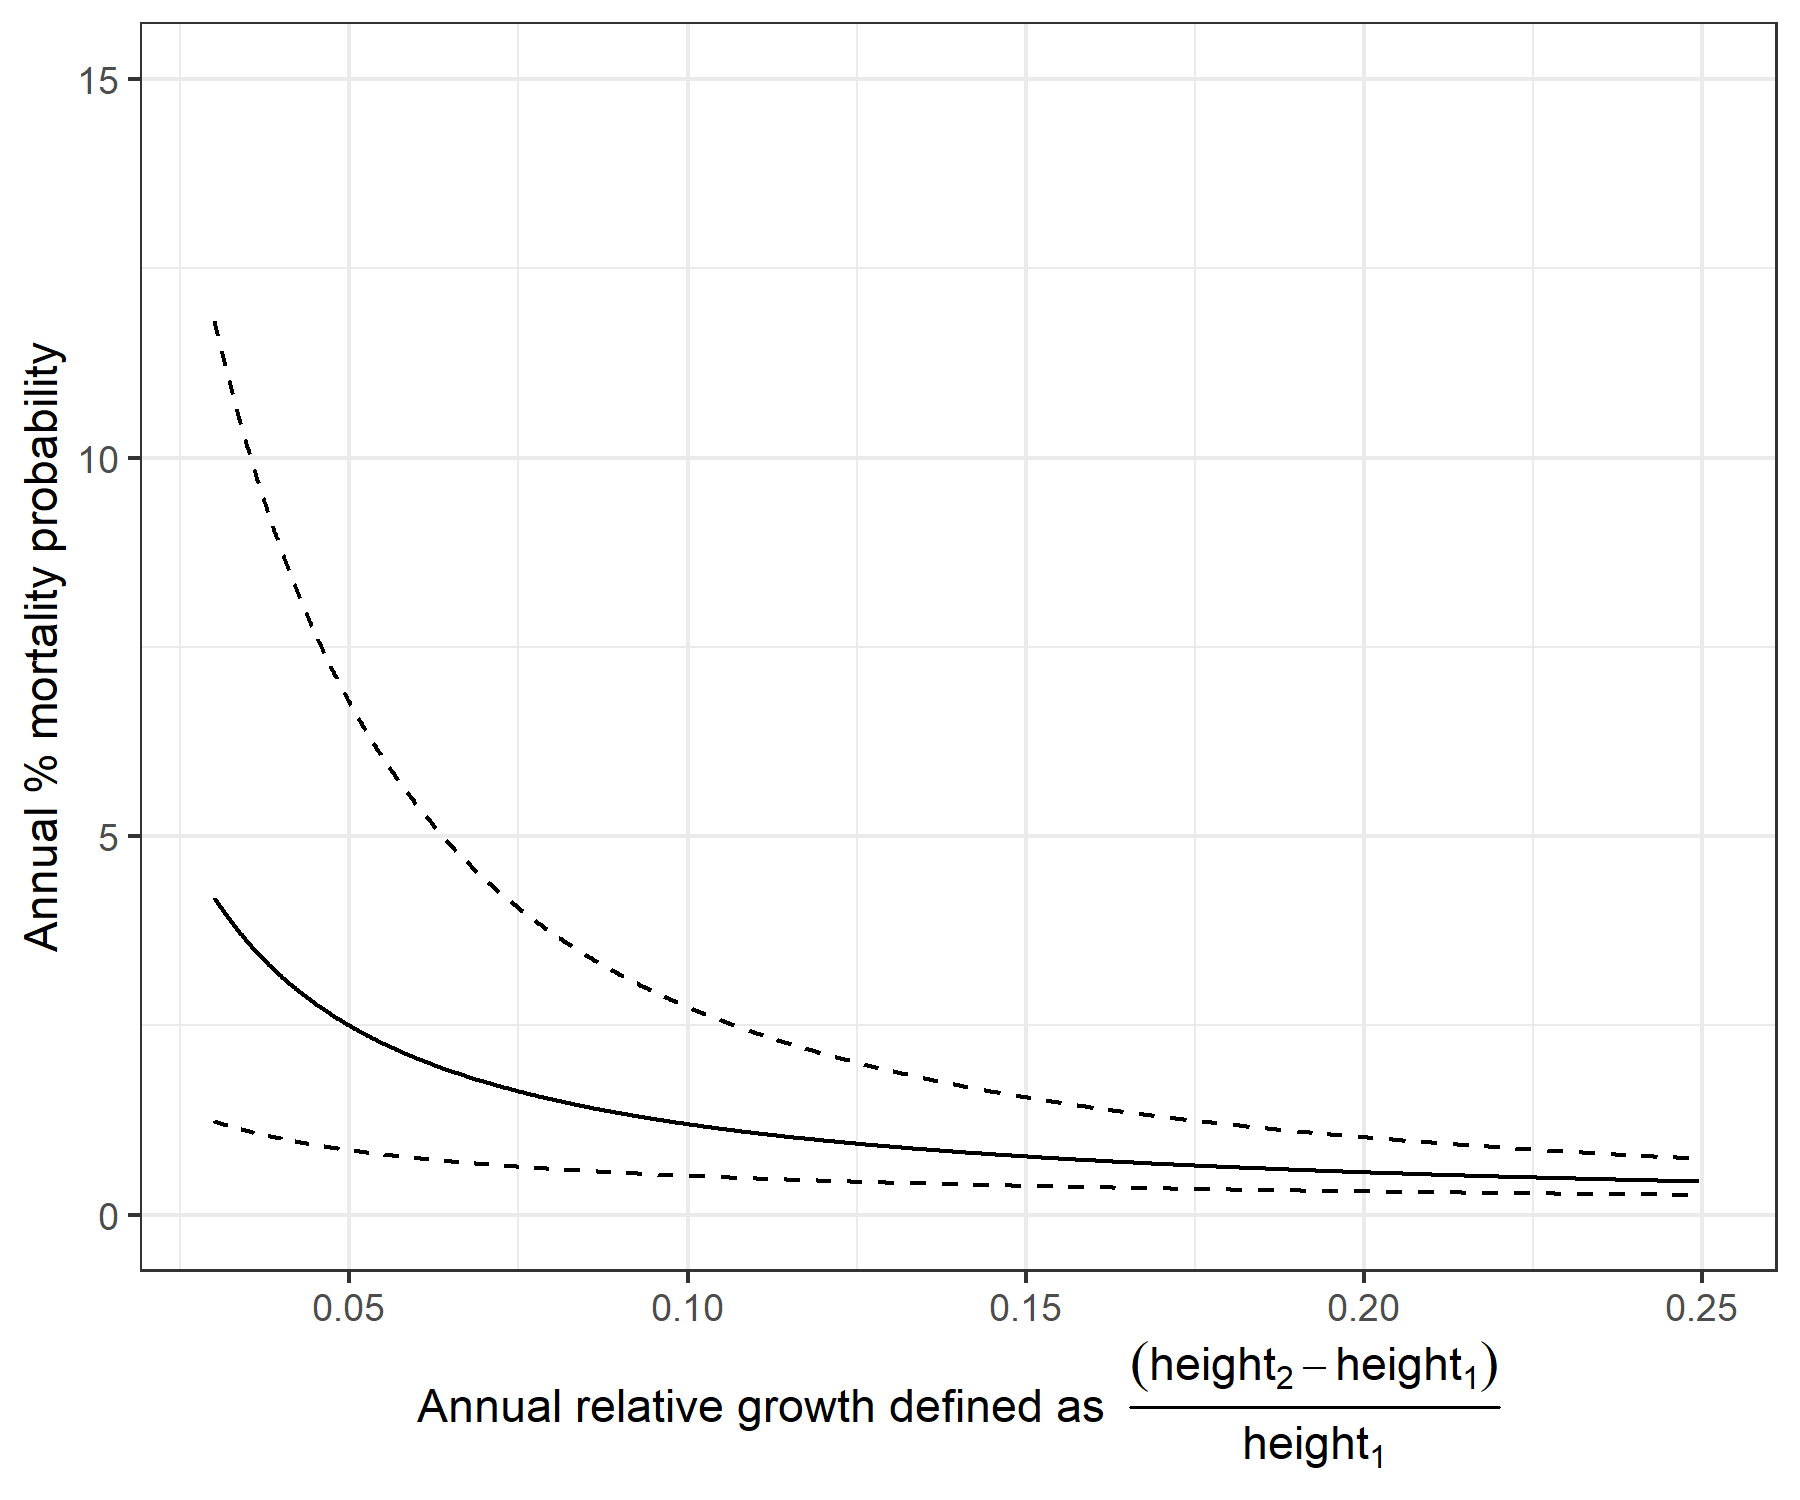 Annual % mortality probability
15
10
5
0
0.05 0.10 0.15 0.20 0.25
Annual relative growth defined as (height₂ − height₁)
height₁